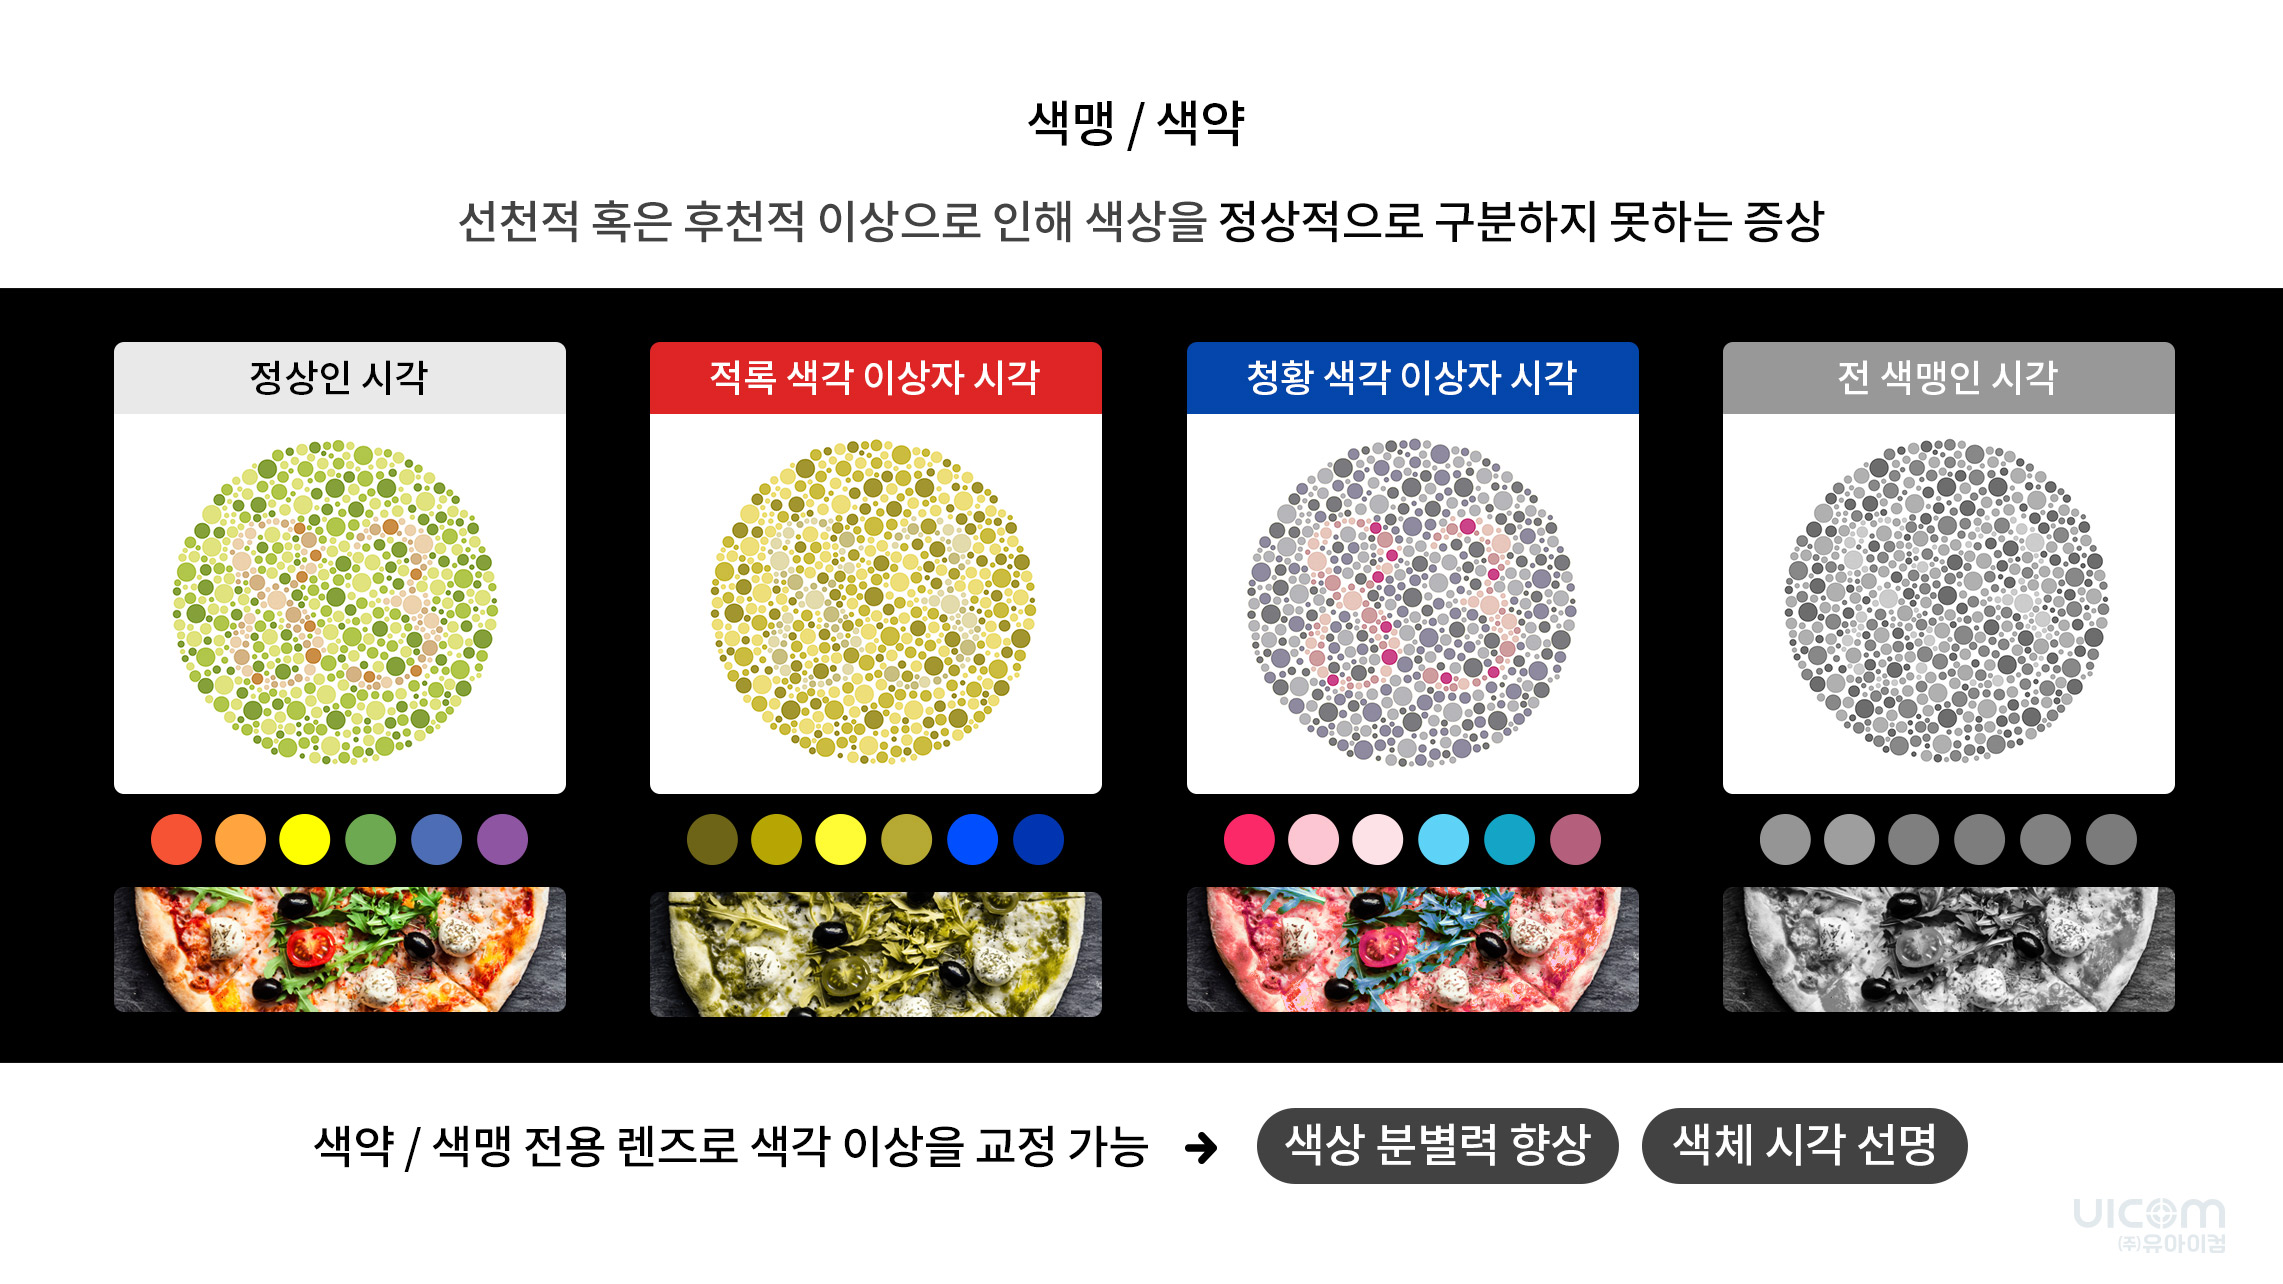 색맹 / 색약
선천적 혹은 후천적 이상으로 인해 색상을 정상적으로 구분하지 못하는 증상
정상인 시각
적록 색각 이상자 시각
청황 색각 이상자 시각
전 색맹인 시각
색약 / 색맹 전용 렌즈로 색각 이상을 교정 가능 → 색상 분별력 향상 색체 시각 선명
UICOM
(주)유아이컴